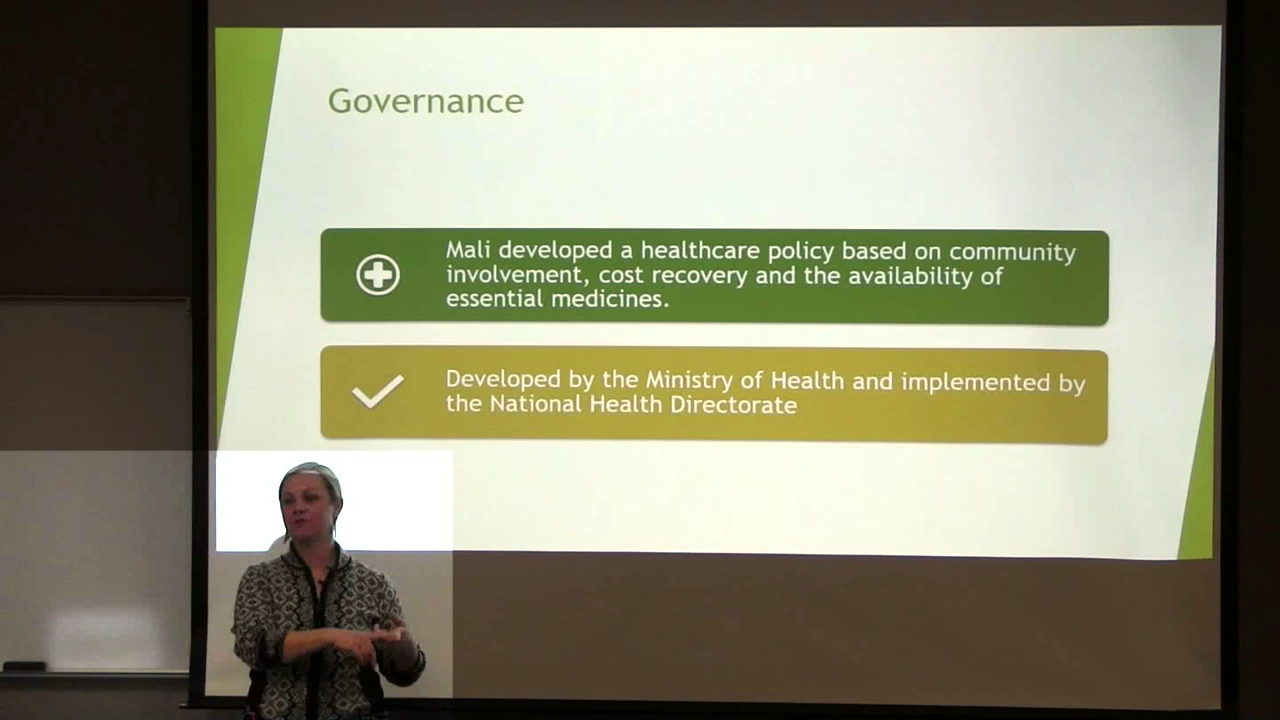 Governance
Mali developed a healthcare policy based on community
involvement, cost recovery and the availability of
essential medicines.
Developed by the Ministry of Health and implemented by
the National Health Directorate